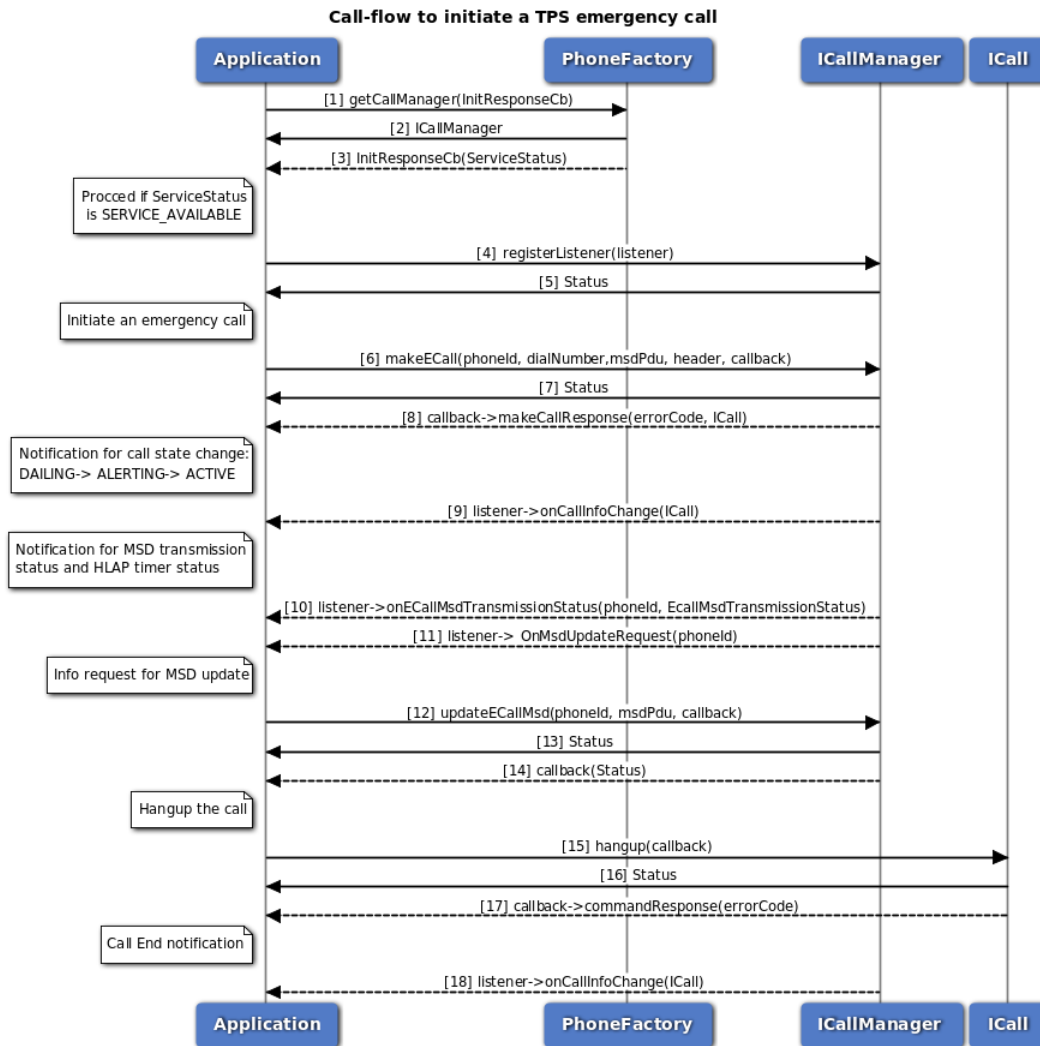 Call-flow to initiate a TPS emergency call
Application
PhoneFactory
ICallManager
ICall
[1] getCallManager(InitResponseCb)
[2] ICallManager
[3] InitResponseCb(ServiceStatus)
Procced if ServiceStatus
is SERVICE_AVAILABLE
[4] registerListener(listener)
[5] Status
Initiate an emergency call
[6] makeECall(phoneId, dialNumber,msdPdu, header, callback)
[7] Status
[8] callback->makeCallResponse(errorCode, ICall)
Notification for call state change:
DAILING-> ALERTING-> ACTIVE
[9] listener->onCallInfoChange(ICall)
Notification for MSD transmission
status and HLAP timer status
[10] listener->onECallMsdTransmissionStatus(phoneId, EcallMsdTransmissionStatus)
[11] listener-> OnMsdUpdateRequest(phoneId)
Info request for MSD update
[12] updateECallMsd(phoneId, msdPdu, callback)
[13] Status
[14] callback(Status)
Hangup the call
[15] hangup(callback)
[16] Status
[17] callback->commandResponse(errorCode)
Call End notification
[18] listener->onCallInfoChange(ICall)
Application
PhoneFactory
ICallManager
ICall